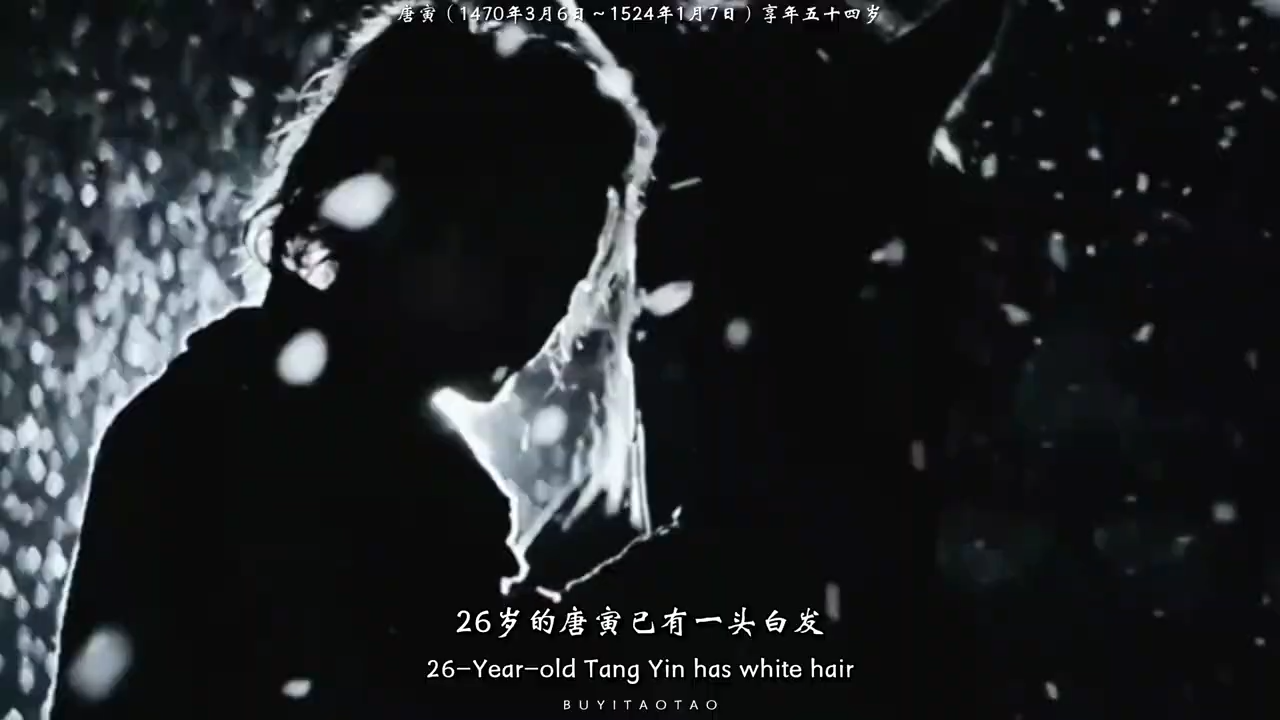 唐寅（1470年3月6日～1524年1月7日）享年五十四岁
26岁的唐寅已有一头白发
26-Year-old Tang Yin has white hair
BUYITAOTAO